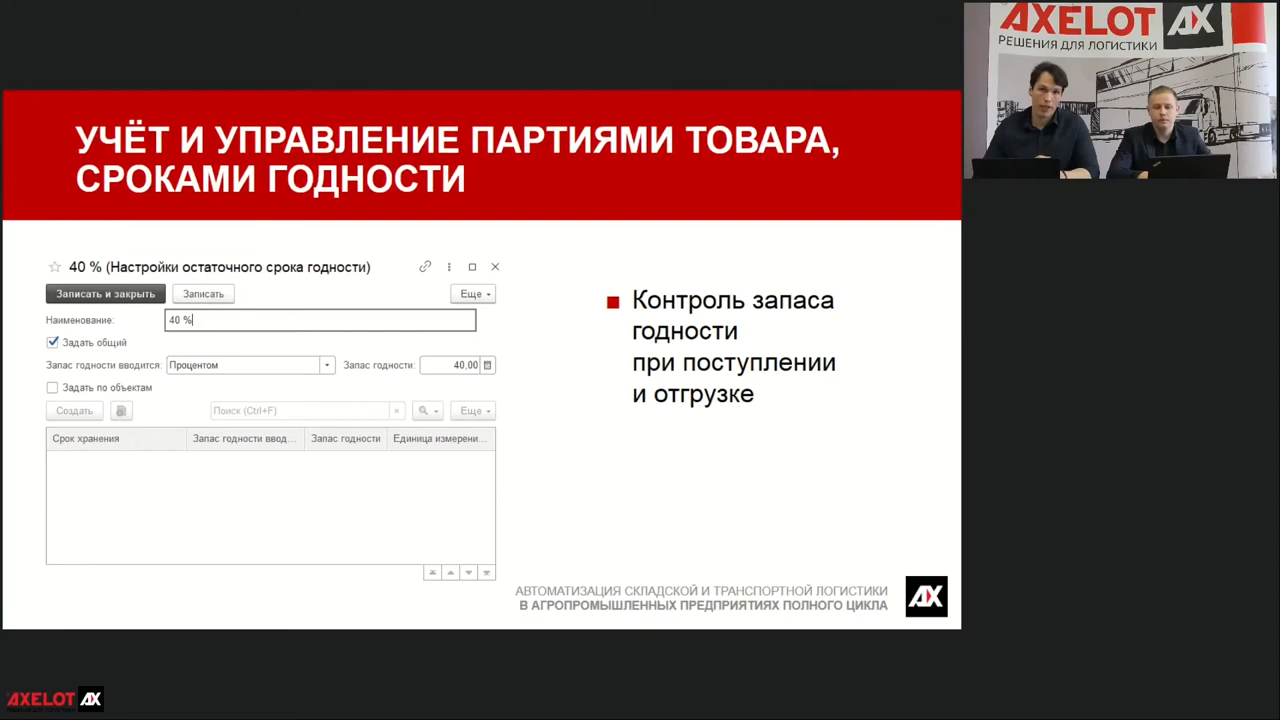 AXELOT AX
РЕШЕНИЯ ДЛЯ ЛОГИСТИКИ
УЧЁТ И УПРАВЛЕНИЕ ПАРТИЯМИ ТОВАРА,
СРОКАМИ ГОДНОСТИ
40 % (Настройки остаточного срока годности)
Записать и закрыть Записать Еще
Наименование: 40 %
Задать общий
Запас годности вводится: Процентом Запас годности: 40,00
Задать по объектам
Создать Поиск (Ctrl+F) × Еще
Срок хранения Запас годности ввод... Запас годности Единица измерени...
Контроль запаса
годности
при поступлении
и отгрузке
АВТОМАТИЗАЦИЯ СКЛАДСКОЙ И ТРАНСПОРТНОЙ ЛОГИСТИКИ
В АГРОПРОМЫШЛЕННЫХ ПРЕДПРИЯТИЯХ ПОЛНОГО ЦИКЛА
AX
AXELOT AX
РЕШЕНИЯ ДЛЯ ЛОГИСТИКИ